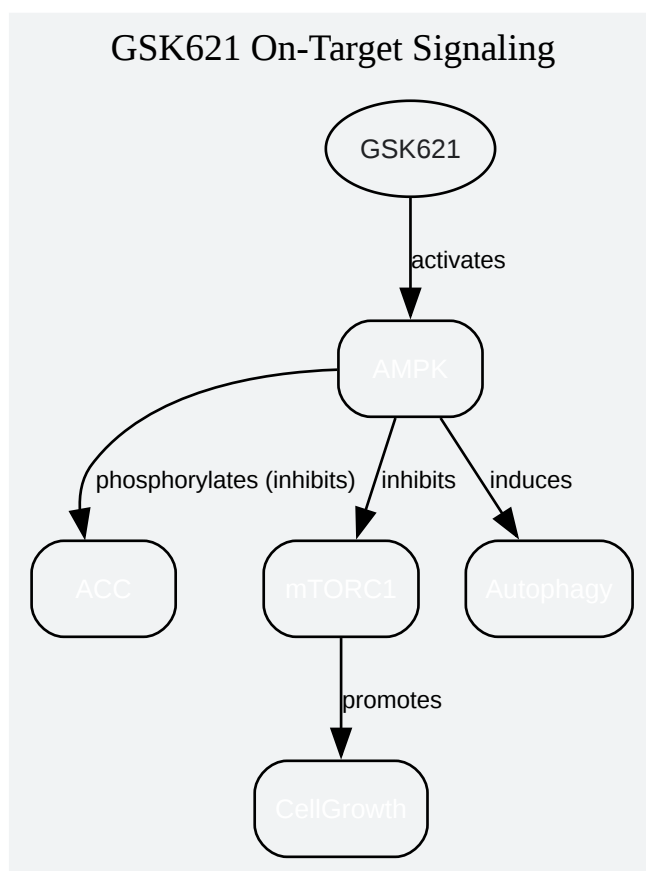 GSK621 On-Target Signaling
GSK621
activates
AMPK
phosphorylates (inhibits)
inhibits
induces
ACC
mTORC1
Autophagy
promotes
CellGrowth